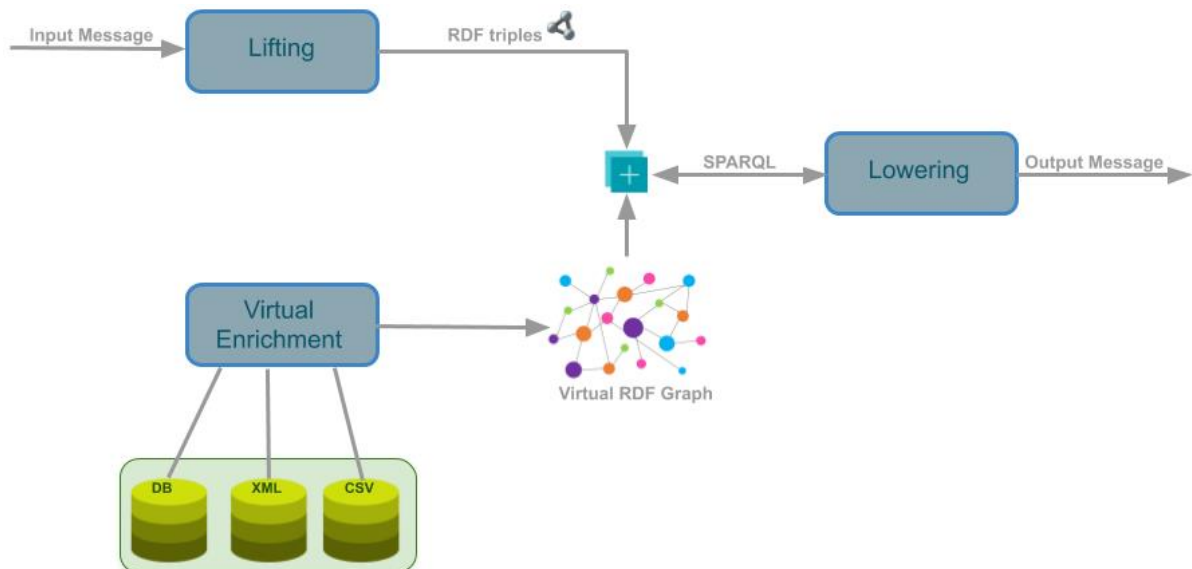 Input Message
Lifting
RDF triples
SPARQL
Lowering
Output Message
Virtual
Enrichment
Virtual RDF Graph
DB
XML
CSV